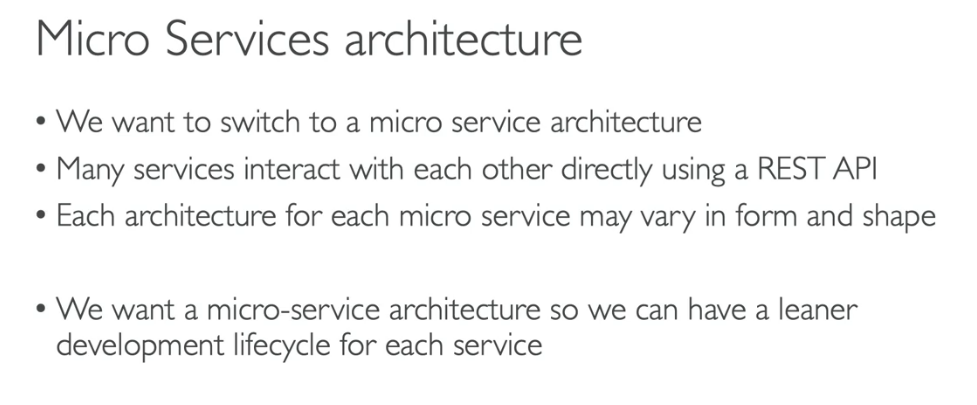 Micro Services architecture
• We want to switch to a micro service architecture
• Many services interact with each other directly using a REST API
• Each architecture for each micro service may vary in form and shape
• We want a micro-service architecture so we can have a leaner
development lifecycle for each service